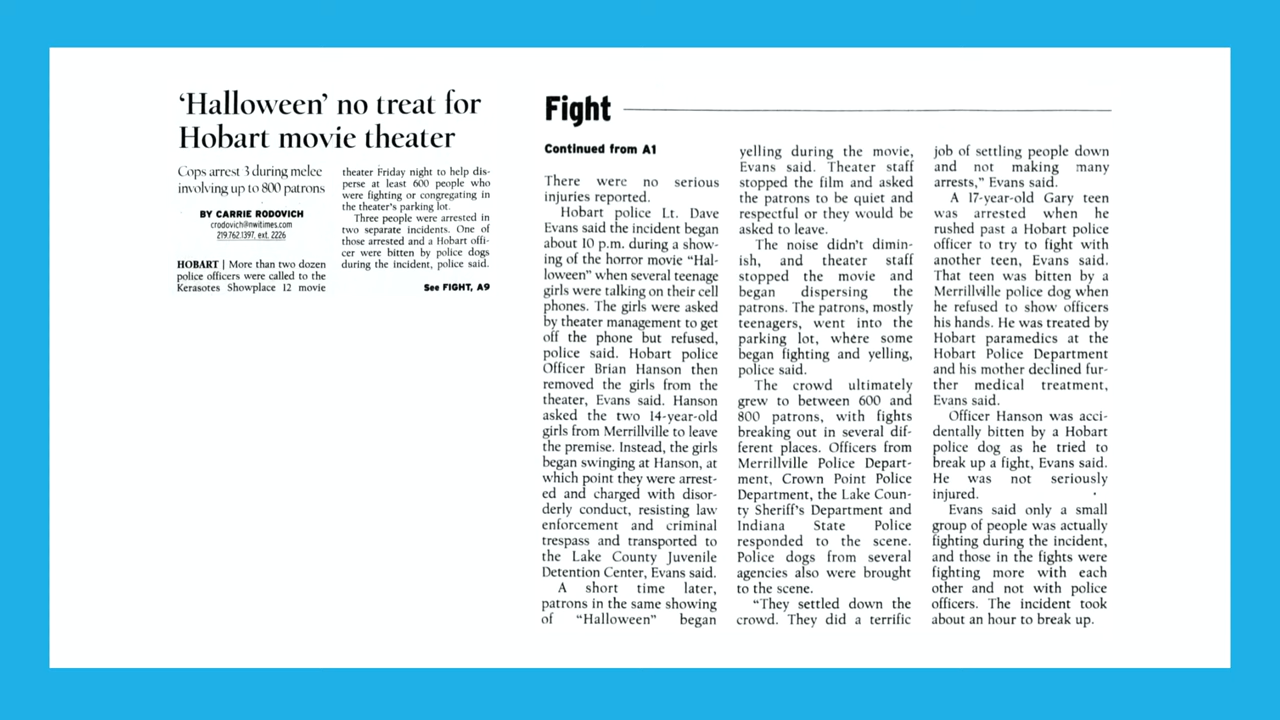 ‘Halloween’ no treat for
Hobart movie theater
Cops arrest 3 during melee
involving up to 800 patrons
BY CARRIE RODOVICH
crodovich@nwitimes.com
219.762.1397, ext. 2226
HOBART | More than two dozen
police officers were called to the
Kerasotes Showplace 12 movie
theater Friday night to help dis-
perse at least 600 people who
were fighting or congregating in
the theater's parking lot.
Three people were arrested in
two separate incidents. One of
those arrested and a Hobart offi-
cer were bitten by police dogs
during the incident, police said.
See FIGHT, A9
Fight
Continued from A1
There were no serious
injuries reported.
Hobart police Lt. Dave
Evans said the incident began
about 10 p.m. during a show-
ing of the horror movie “Hal-
loween” when several teenage
girls were talking on their cell
phones. The girls were asked
by theater management to get
off the phone but refused,
police said. Hobart police
Officer Brian Hanson then
removed the girls from the
theater, Evans said. Hanson
asked the two 14-year-old
girls from Merrillville to leave
the premise. Instead, the girls
began swinging at Hanson, at
which point they were arrest-
ed and charged with disor-
derly conduct, resisting law
enforcement and criminal
trespass and transported to
the Lake County Juvenile
Detention Center, Evans said.
A short time later,
patrons in the same showing
of “Halloween” began
yelling during the movie,
Evans said. Theater staff
stopped the film and asked
the patrons to be quiet and
respectful or they would be
asked to leave.
The noise didn't dimin-
ish, and theater staff
stopped the movie and
began dispersing the
patrons. The patrons, mostly
teenagers, went into the
parking lot, where some
began fighting and yelling,
police said.
The crowd ultimately
grew to between 600 and
800 patrons, with fights
breaking out in several dif-
ferent places. Officers from
Merrillville Police Depart-
ment, Crown Point Police
Department, the Lake Coun-
ty Sheriff's Department and
Indiana State Police
responded to the scene.
Police dogs from several
agencies also were brought
to the scene.
“They settled down the
crowd. They did a terrific
job of settling people down
and not making many
arrests,” Evans said.
A 17-year-old Gary teen
was arrested when he
rushed past a Hobart police
officer to try to fight with
another teen, Evans said.
That teen was bitten by a
Merrillville police dog when
he refused to show officers
his hands. He was treated by
Hobart paramedics at the
Hobart Police Department
and his mother declined fur-
ther medical treatment,
Evans said.
Officer Hanson was acci-
dentally bitten by a Hobart
police dog as he tried to
break up a fight, Evans said.
He was not seriously
injured.
Evans said only a small
group of people was actually
fighting during the incident,
and those in the fights were
fighting more with each
other and not with police
officers. The incident took
about an hour to break up.